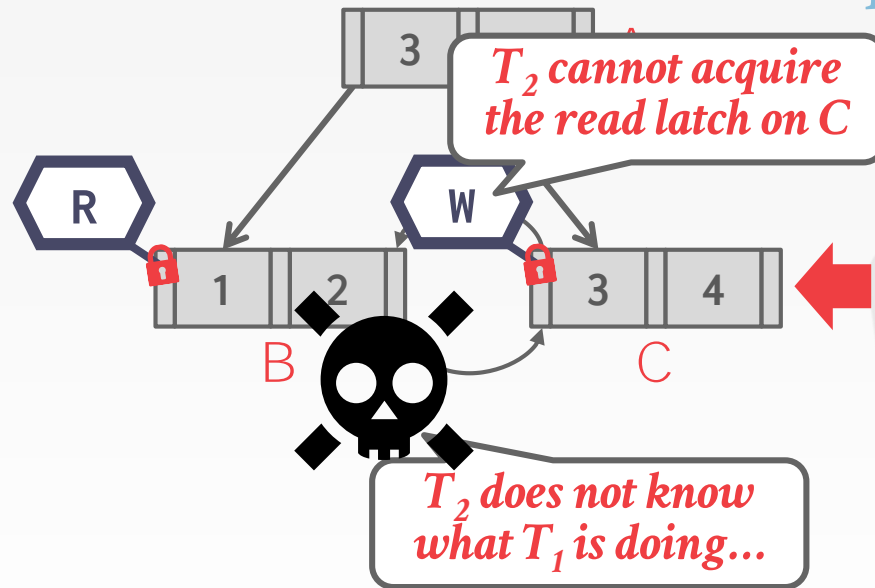 3
T2 cannot acquire
the read latch on C
R
W
1
2
3
4
B
C
T2 does not know
what T1 is doing...